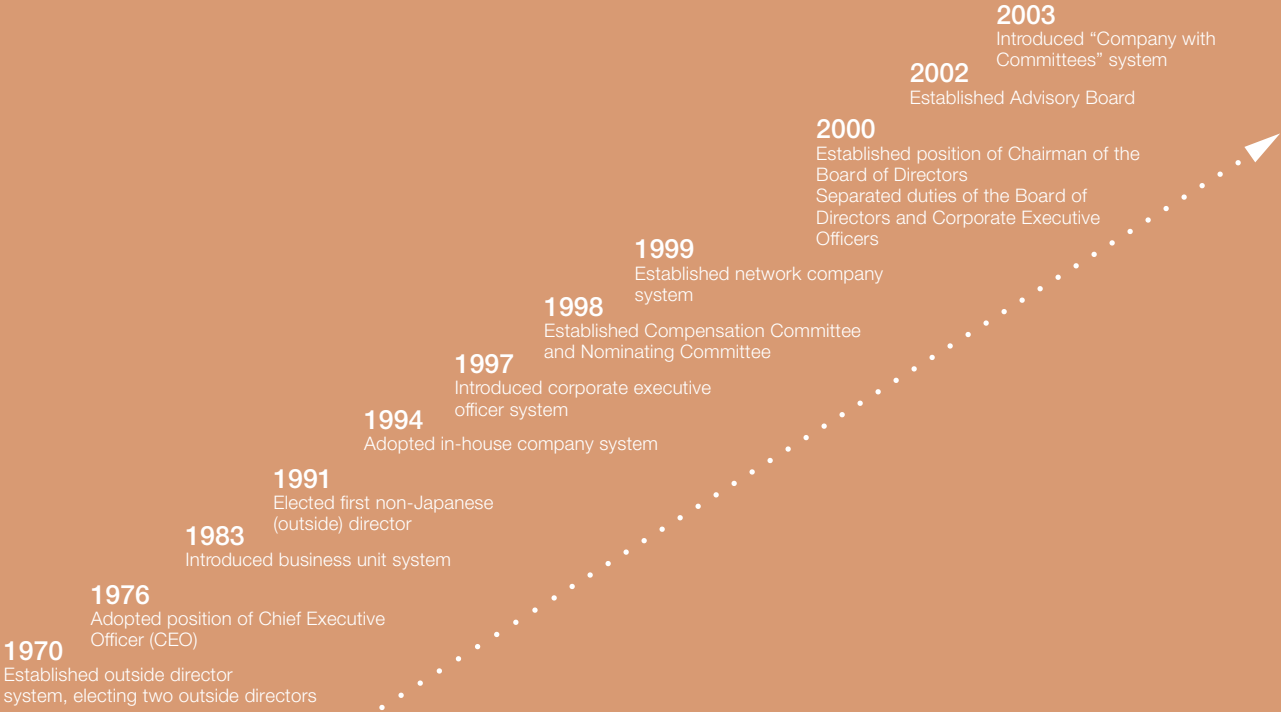 2003
Introduced “Company with
Committees” system
2002
Established Advisory Board
2000
Established position of Chairman of the
Board of Directors
Separated duties of the Board of
Directors and Corporate Executive
Officers
1999
Established network company
system
1998
Established Compensation Committee
and Nominating Committee
1997
Introduced corporate executive
officer system
1994
Adopted in-house company system
1991
Elected first non-Japanese
(outside) director
1983
Introduced business unit system
1976
Adopted position of Chief Executive
Officer (CEO)
1970
Established outside director
system, electing two outside directors